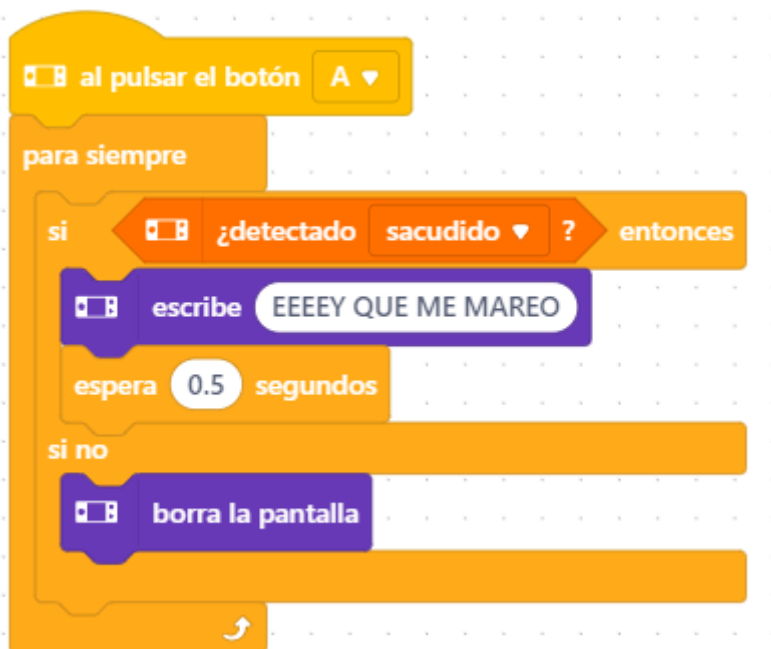 al pulsar el botón A
para siempre
si ¿detectado sacudido ? entonces
escribe EEEEY QUE ME MAREO
espera 0.5 segundos
si no
borra la pantalla